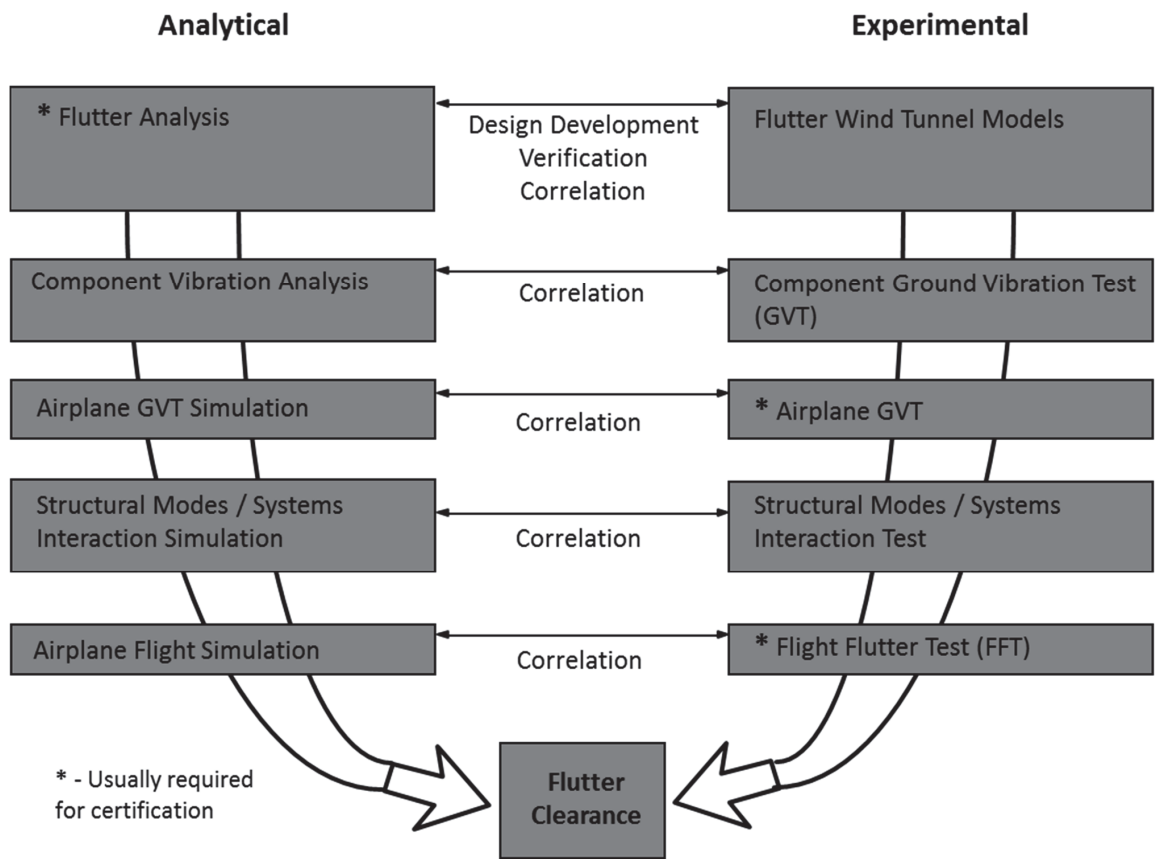 Analytical
Experimental
* Flutter Analysis
Design Development
Verification
Correlation
Flutter Wind Tunnel Models
Component Vibration Analysis
Correlation
Component Ground Vibration Test
(GVT)
Airplane GVT Simulation
Correlation
* Airplane GVT
Structural Modes / Systems
Interaction Simulation
Correlation
Structural Modes / Systems
Interaction Test
Airplane Flight Simulation
Correlation
* Flight Flutter Test (FFT)
* - Usually required
for certification
Flutter
Clearance